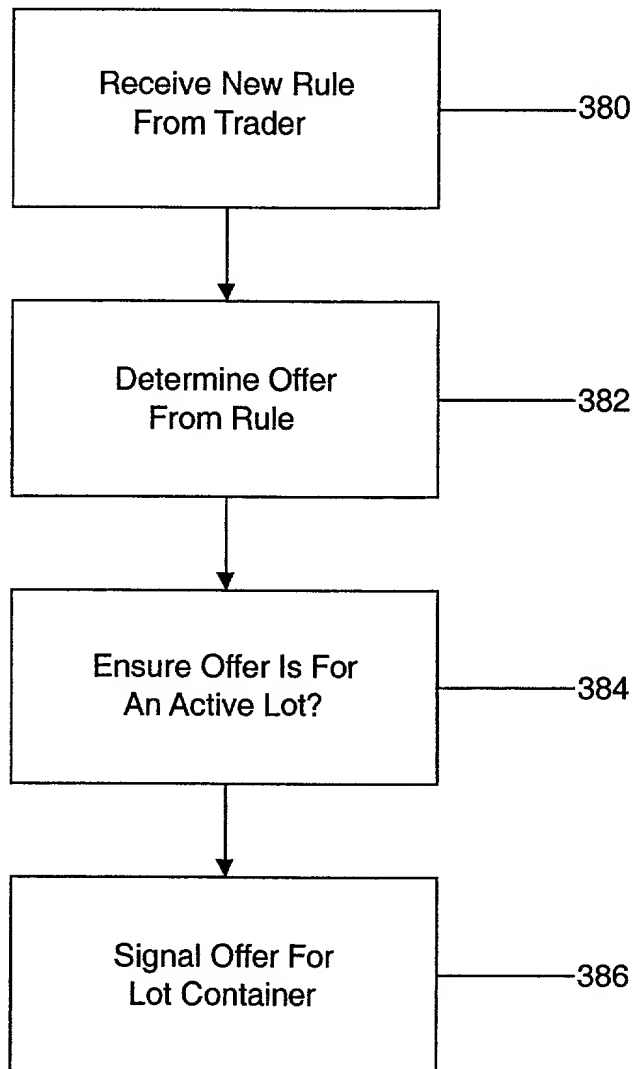 Receive New Rule
From Trader
380
Determine Offer
From Rule
382
Ensure Offer Is For
An Active Lot?
384
Signal Offer For
Lot Container
386